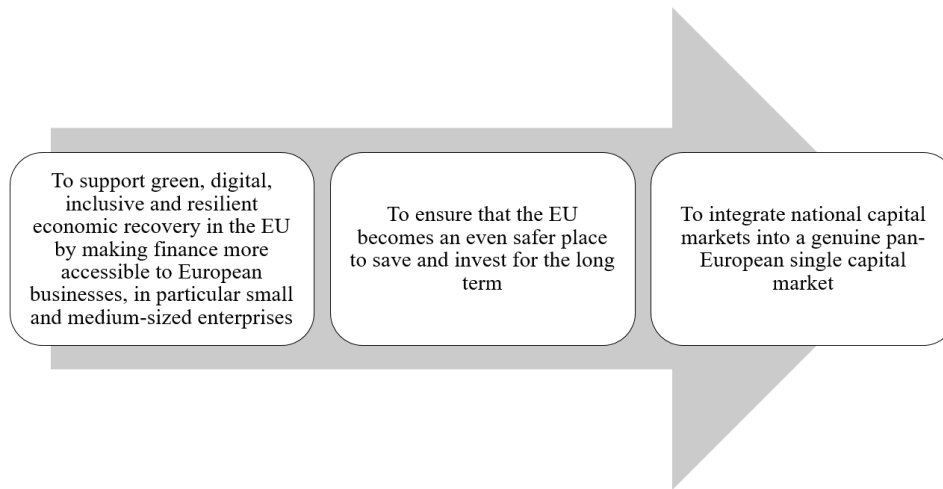 To support green, digital,
inclusive and resilient
economic recovery in the EU
by making finance more
accessible to European
businesses, in particular small
and medium-sized enterprises
To ensure that the EU
becomes an even safer place
to save and invest for the long
term
To integrate national capital
markets into a genuine pan-
European single capital
market